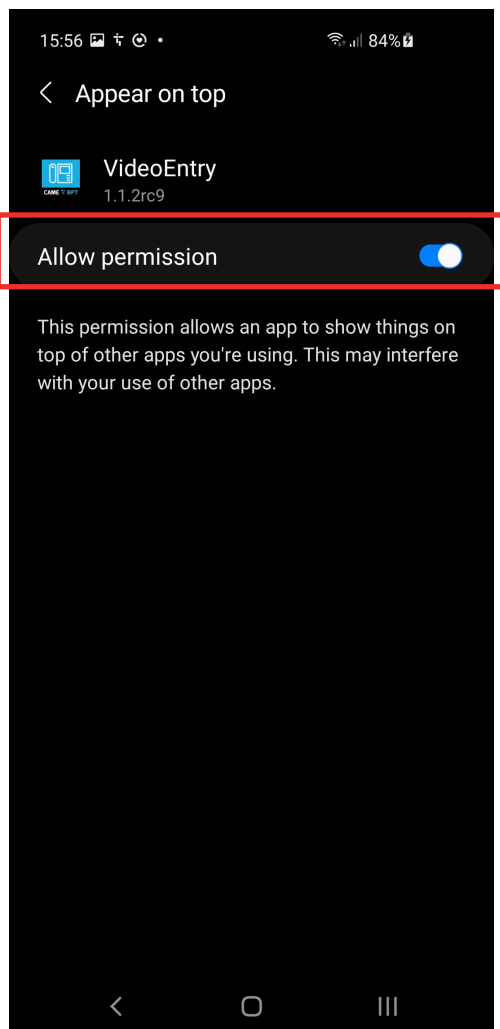 15:56
84%
Appear on top
VideoEntry
CAME BPT
1.1.2rc9
Allow permission
This permission allows an app to show things on
top of other apps you're using. This may interfere
with your use of other apps.